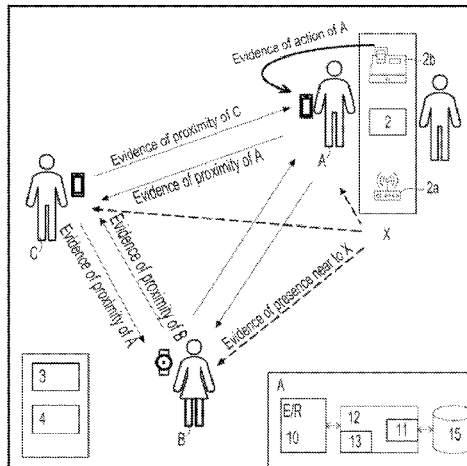 Evidence of action of A
2b
Evidence of proximity of C
2
A'
Evidence of proximity of A
2a
C'
X
Evidence of proximity of B
Evidence of proximity of A
Evidence of presence near to X
B'
3
4
A
E/R
10
12
11
13
15